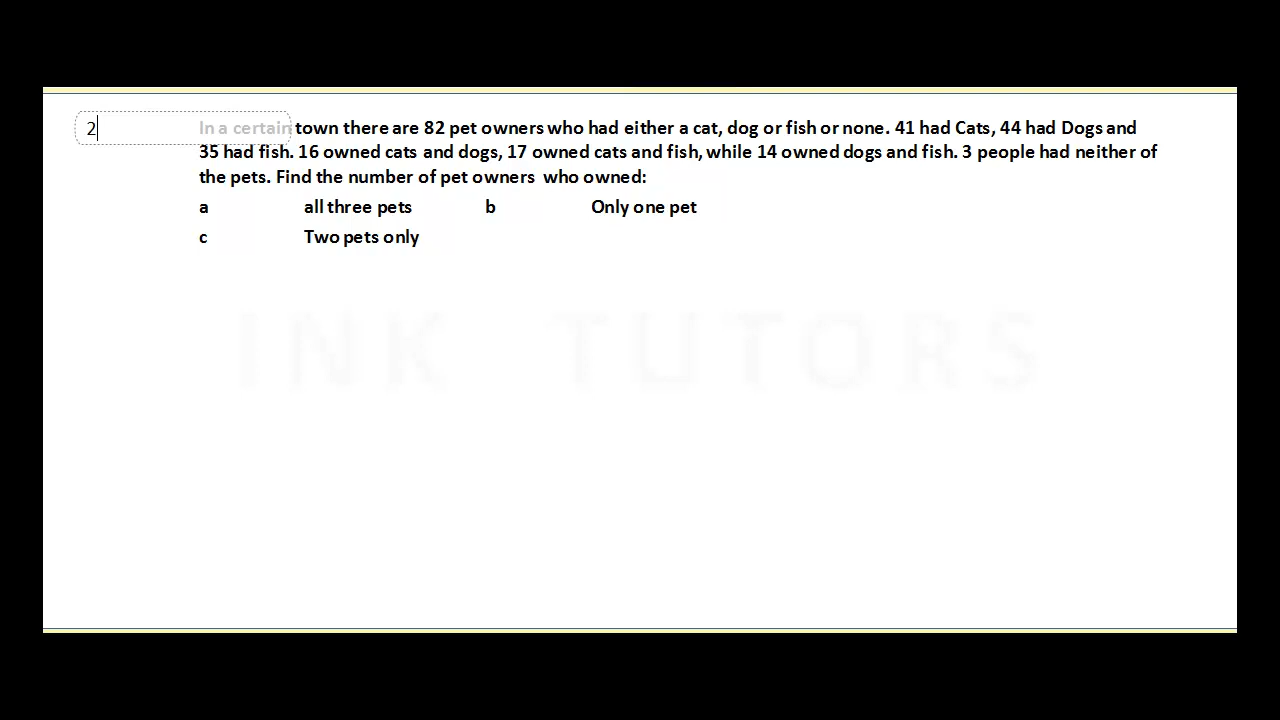 2 In a certain town there are 82 pet owners who had either a cat, dog or fish or none. 41 had Cats, 44 had Dogs and
35 had fish. 16 owned cats and dogs, 17 owned cats and fish, while 14 owned dogs and fish. 3 people had neither of
the pets. Find the number of pet owners who owned:
a all three pets b Only one pet
c Two pets only
INK TUTORS